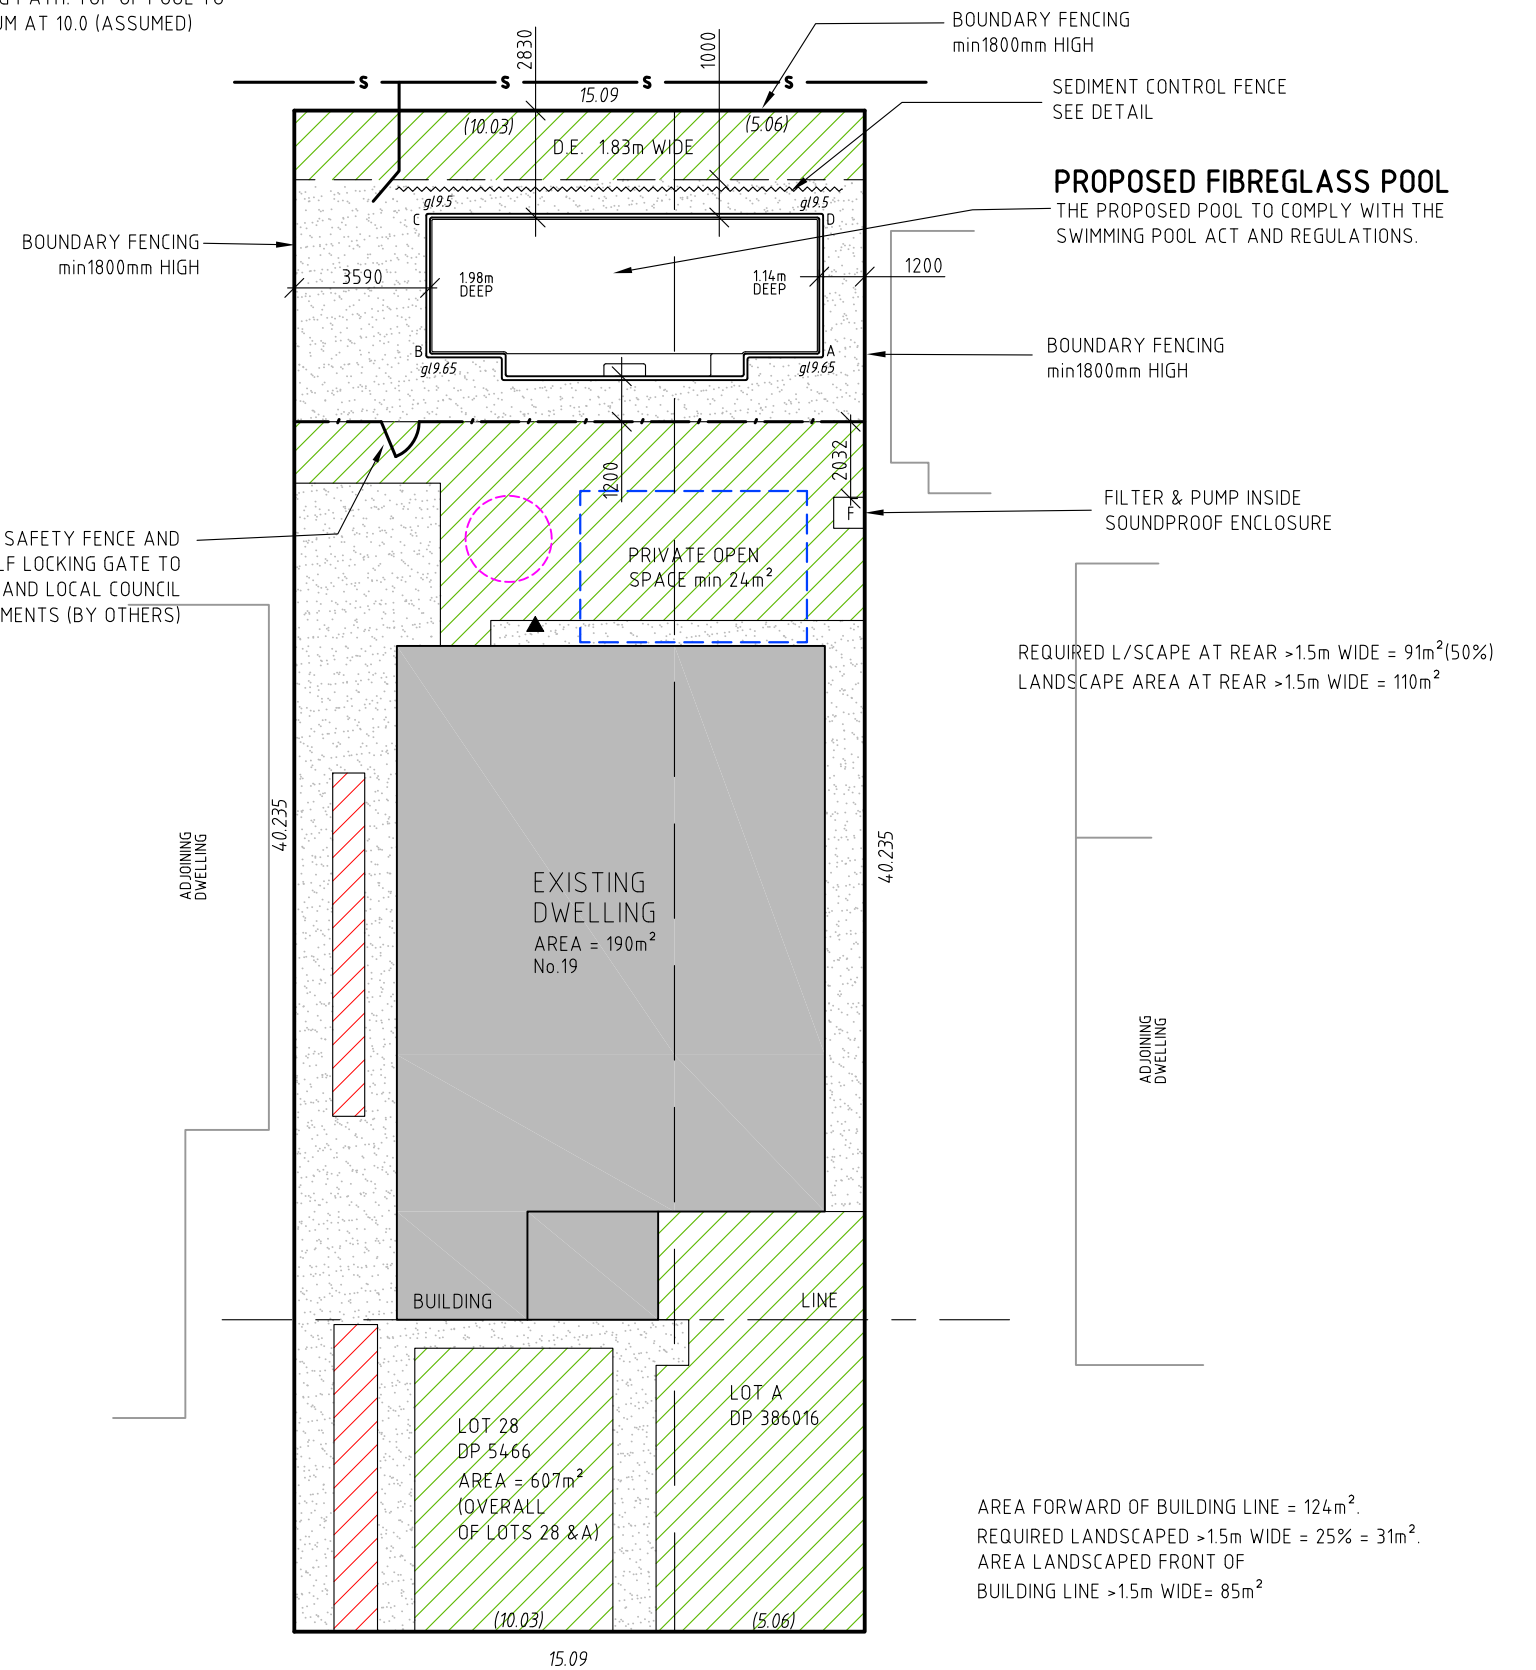 UM AT 10.0 (ASSUMED)
BOUNDARY FENCING
min1800mm HIGH
2830
1000
S
S
S
S
15.09
SEDIMENT CONTROL FENCE
SEE DETAIL
(10.03)
(5.06)
D.E. 1.83m WIDE
PROPOSED FIBREGLASS POOL
THE PROPOSED POOL TO COMPLY WITH THE
SWIMMING POOL ACT AND REGULATIONS.
gl9.5
gl9.5
C
D
BOUNDARY FENCING
min1800mm HIGH
3590
1.98m
DEEP
1.14m
DEEP
1200
B
A
gl9.65
gl9.65
BOUNDARY FENCING
min1800mm HIGH
1200
2032
F
FILTER & PUMP INSIDE
SOUNDPROOF ENCLOSURE
SAFETY FENCE AND
LF LOCKING GATE TO
AND LOCAL COUNCIL
MENTS (BY OTHERS)
PRIVATE OPEN
SPACE min 24m²
REQUIRED L/SCAPE AT REAR >1.5m WIDE = 91m²(50%)
LANDSCAPE AREA AT REAR >1.5m WIDE = 110m²
40.235
40.235
ADJOINING
DWELLING
EXISTING
DWELLING
AREA = 190m²
No.19
ADJOINING
DWELLING
BUILDING
LINE
LOT A
DP 386016
LOT 28
DP 5466
AREA = 607m²
(OVERALL
OF LOTS 28 &A)
AREA FORWARD OF BUILDING LINE = 124m².
REQUIRED LANDSCAPED >1.5m WIDE = 25% = 31m².
AREA LANDSCAPED FRONT OF
BUILDING LINE >1.5m WIDE= 85m²
(10.03)
(5.06)
15.09